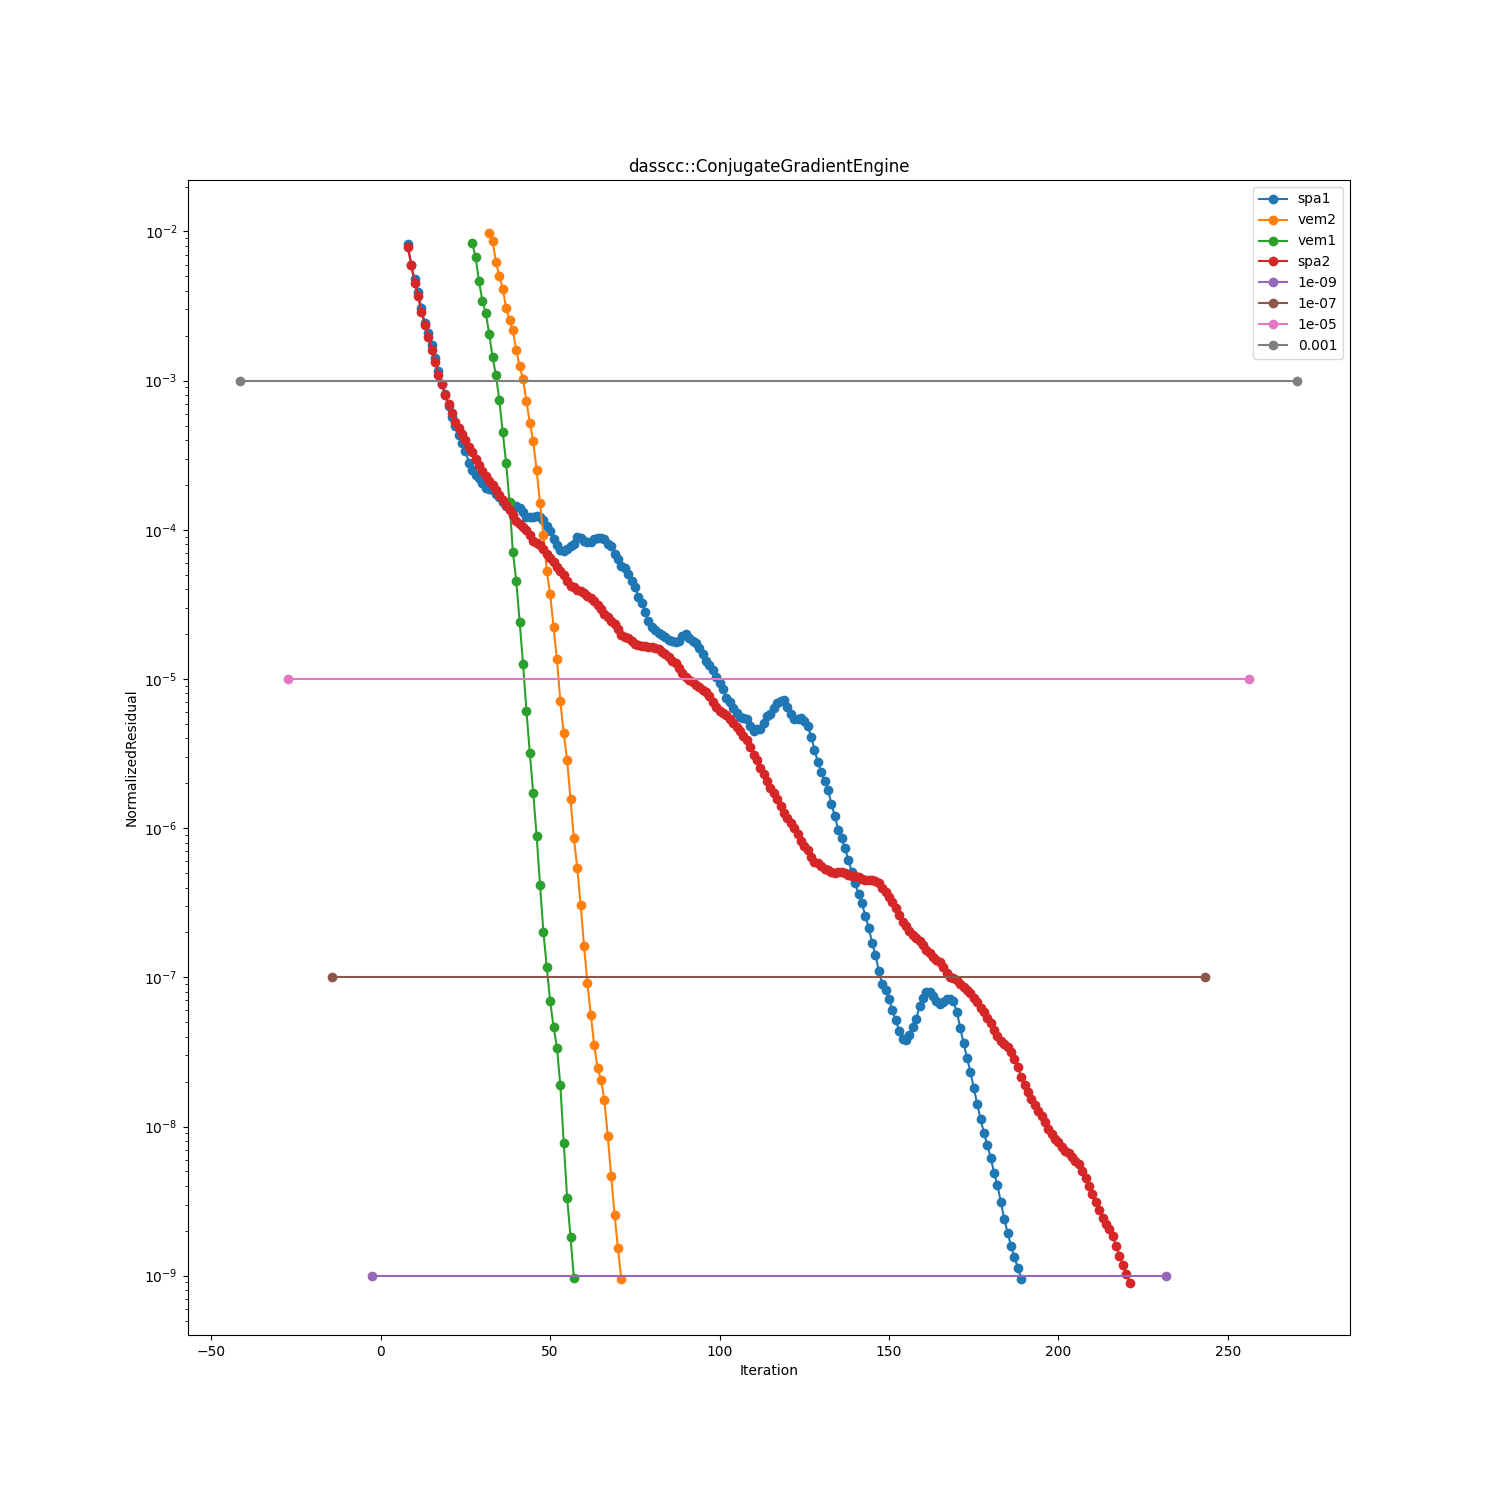 dasscc::ConjugateGradientEngine
spa1
vem2
vem1
spa2
1e-09
1e-07
1e-05
0.001
NormalizedResidual
10⁻²
10⁻³
10⁻⁴
10⁻⁵
10⁻⁶
10⁻⁷
10⁻⁸
10⁻⁹
−50 0 50 100 150 200 250
Iteration